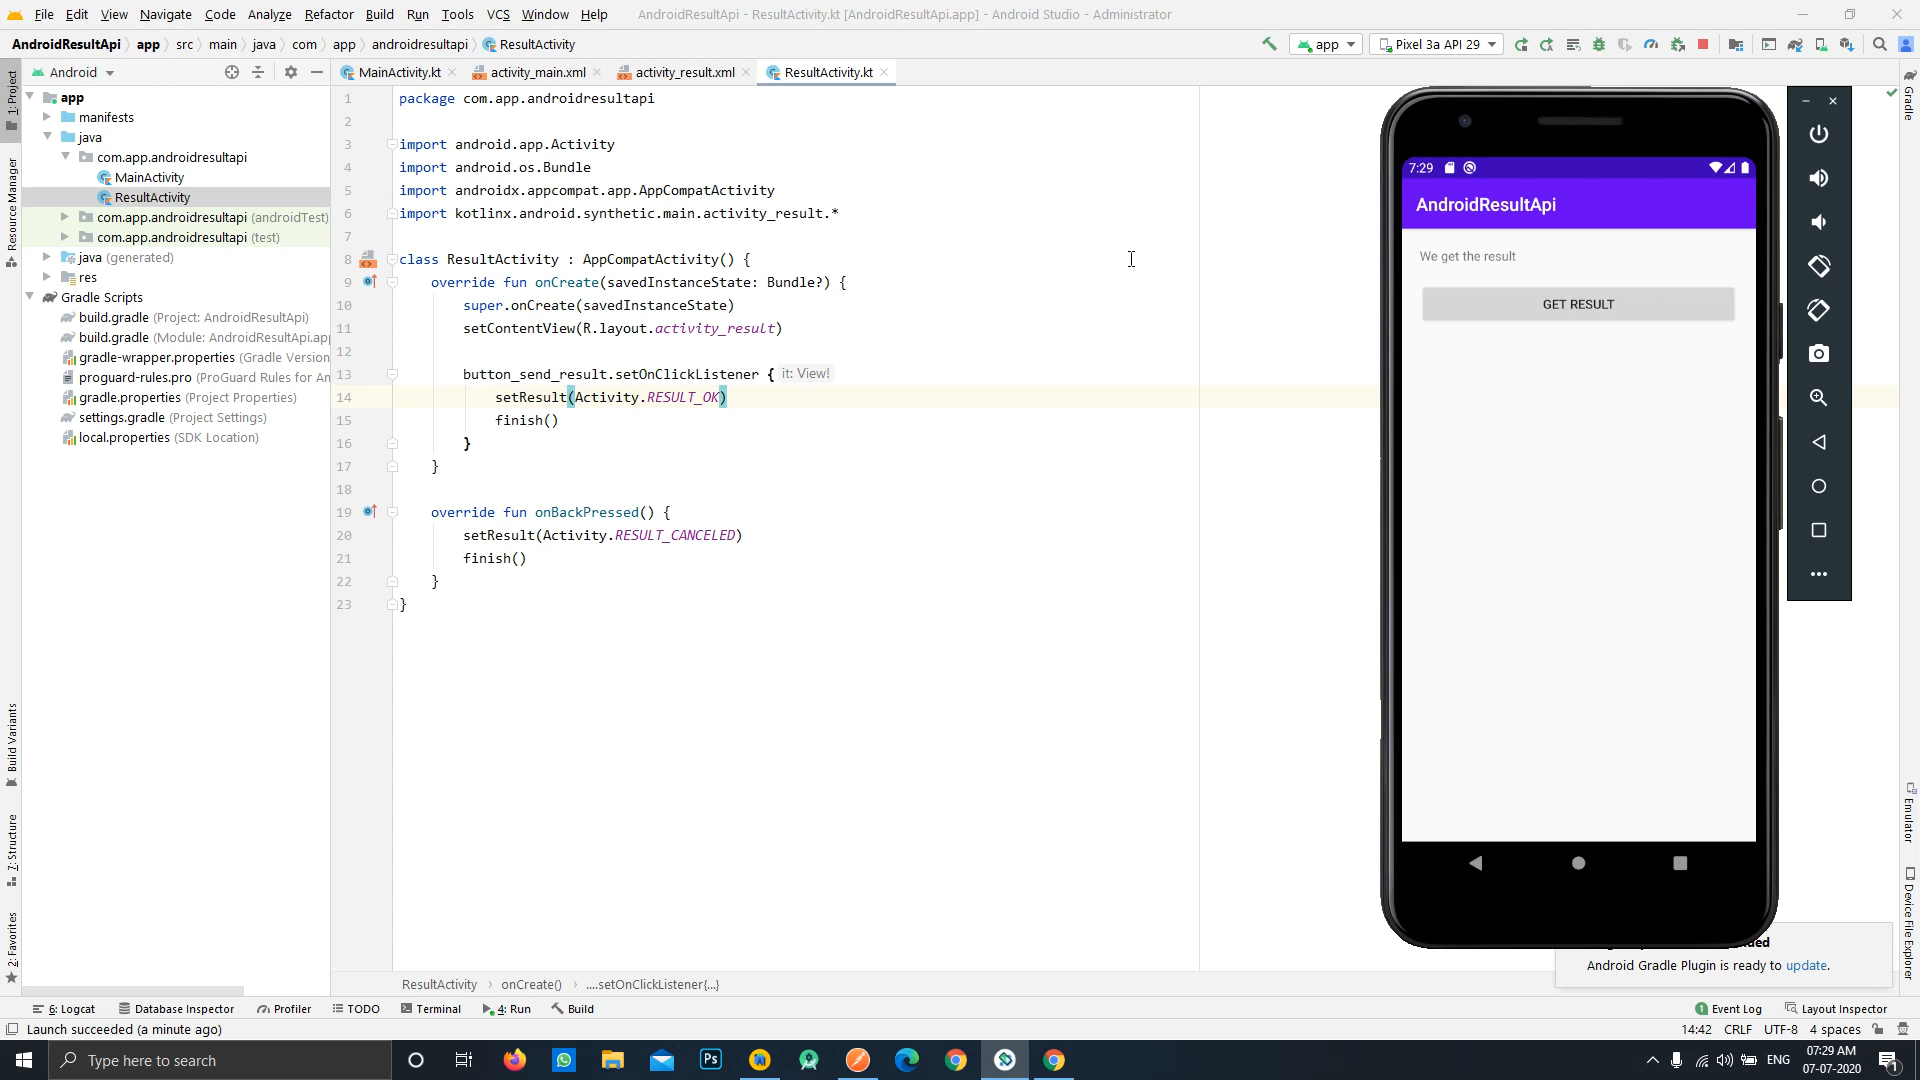 File Edit View Navigate Code Analyze Refactor Build Run Tools VCS Window Help AndroidResultApi - ResultActivity.kt [AndroidResultApi.app] - Android Studio - Administrator
AndroidResultApi app src main java com app androidresultapi ResultActivity app Pixel 3a API 29
Android
MainActivity.kt activity_main.xml activity_result.xml ResultActivity.kt
1: Project
Resource Manager
Build Variants
7: Structure
2: Favorites
app
manifests
java
com.app.androidresultapi
MainActivity
ResultActivity
com.app.androidresultapi (androidTest)
com.app.androidresultapi (test)
java (generated)
res
Gradle Scripts
build.gradle (Project: AndroidResultApi)
build.gradle (Module: AndroidResultApi.app
gradle-wrapper.properties (Gradle Version
proguard-rules.pro (ProGuard Rules for An
gradle.properties (Project Properties)
settings.gradle (Project Settings)
local.properties (SDK Location)
1 package com.app.androidresultapi
2
3 import android.app.Activity
4 import android.os.Bundle
5 import androidx.appcompat.app.AppCompatActivity
6 import kotlinx.android.synthetic.main.activity_result.*
7
8 class ResultActivity : AppCompatActivity() {
9 override fun onCreate(savedInstanceState: Bundle?) {
10 super.onCreate(savedInstanceState)
11 setContentView(R.layout.activity_result)
12
13 button_send_result.setOnClickListener { it: View!
14 setResult(Activity.RESULT_OK)
15 finish()
16 }
17 }
18
19 override fun onBackPressed() {
20 setResult(Activity.RESULT_CANCELED)
21 finish()
22 }
23 }
7:29
AndroidResultApi
We get the result
GET RESULT
Gradle
Emulator
Device File Explorer
Android Gradle Plugin is ready to update.
ResultActivity onCreate() ....setOnClickListener{...}
6: Logcat Database Inspector Profiler TODO Terminal 4: Run Build 1 Event Log Layout Inspector
Launch succeeded (a minute ago) 14:42 CRLF UTF-8 4 spaces
Type here to search Ps ENG 07:29 AM
07-07-2020 1